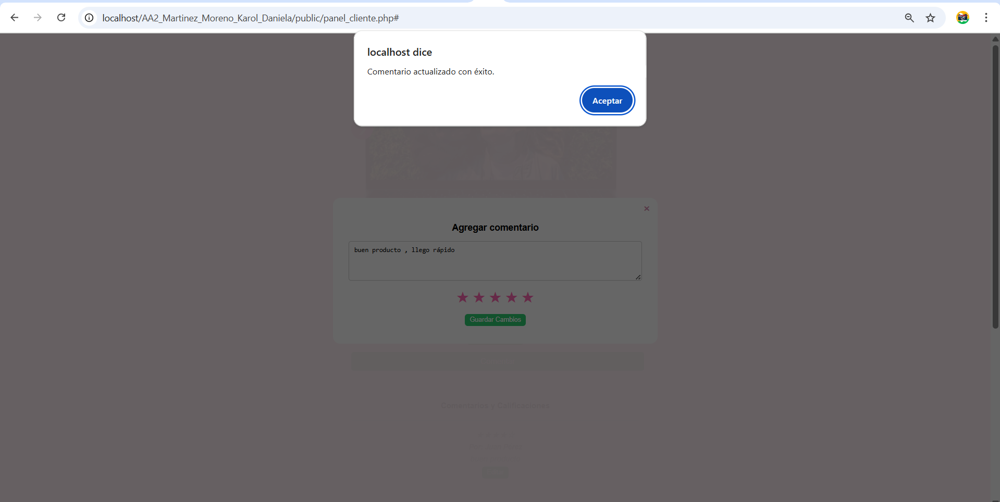 localhost/AA2_Martinez_Moreno_Karol_Daniela/public/panel_cliente.php#
localhost dice
Comentario actualizado con éxito.
Aceptar
×
Agregar comentario
buen producto , llego rápido
★ ★ ★ ★ ★
Guardar Cambios
Comentarios y Calificaciones